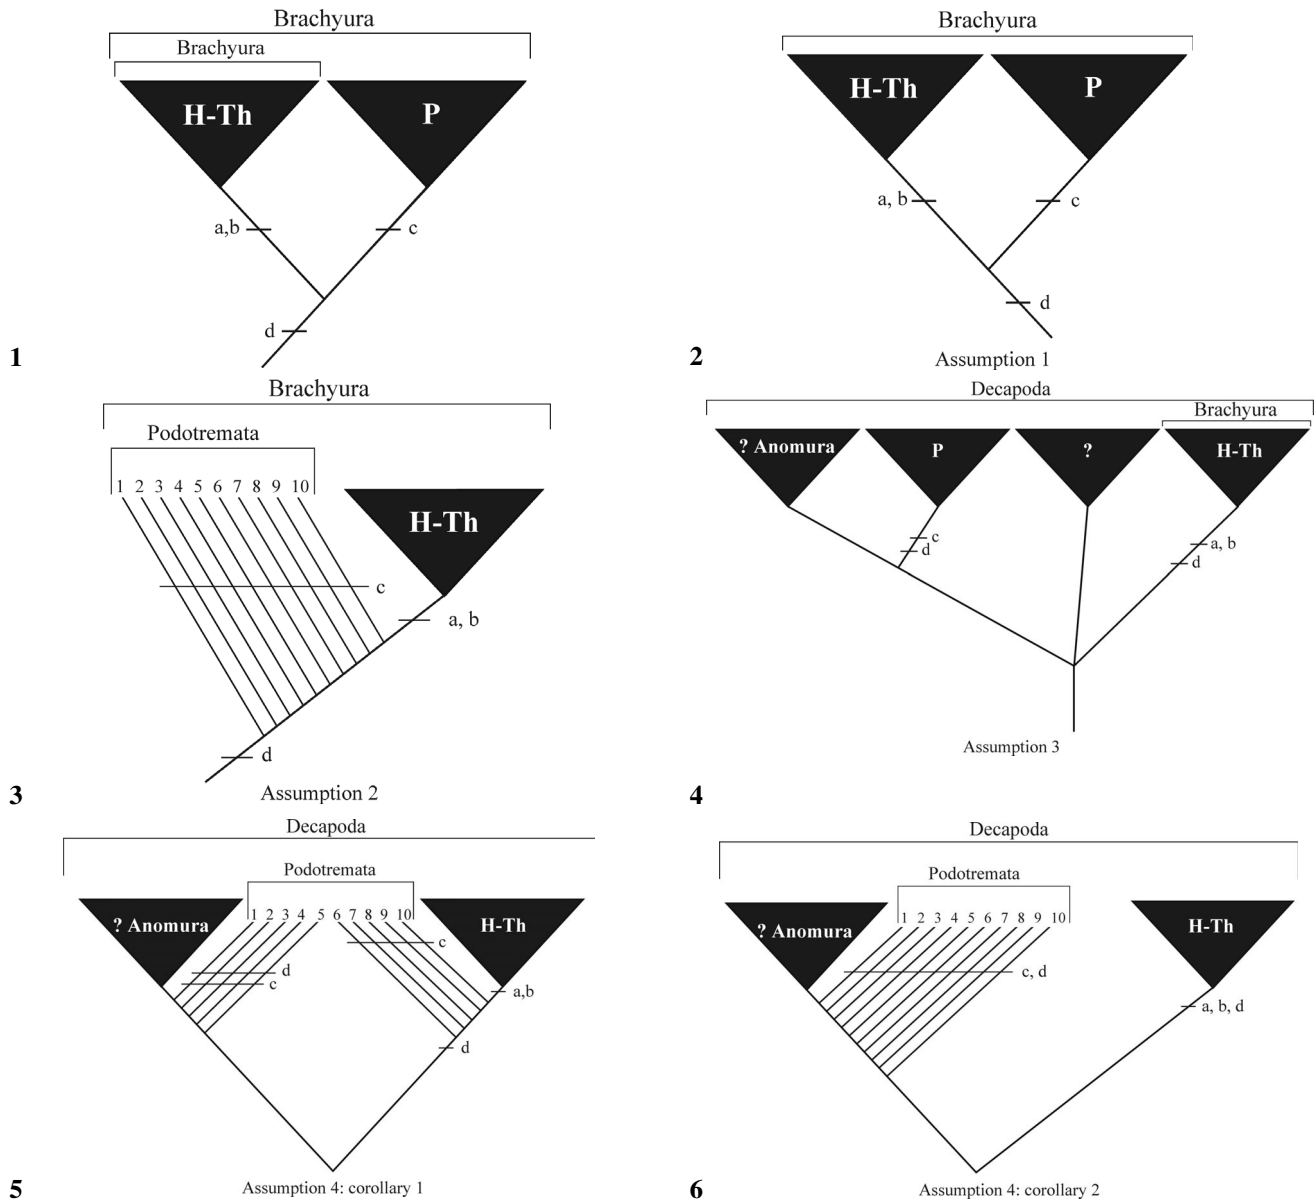 Brachyura
Brachyura
H-Th
P
a,b
c
d
1
Brachyura
H-Th
P
a, b
c
d
2
Assumption 1
Brachyura
Podotremata
1 2 3 4 5 6 7 8 9 10
H-Th
c
a, b
d
3
Assumption 2
Decapoda
Brachyura
? Anomura
P
?
H-Th
c
d
a, b
d
Assumption 3
4
Decapoda
Podotremata
1 2 3 4 5 6 7 8 9 10
? Anomura
H-Th
c
d
c
a,b
d
5
Assumption 4: corollary 1
Decapoda
Podotremata
1 2 3 4 5 6 7 8 9 10
? Anomura
H-Th
c, d
a, b, d
6
Assumption 4: corollary 2